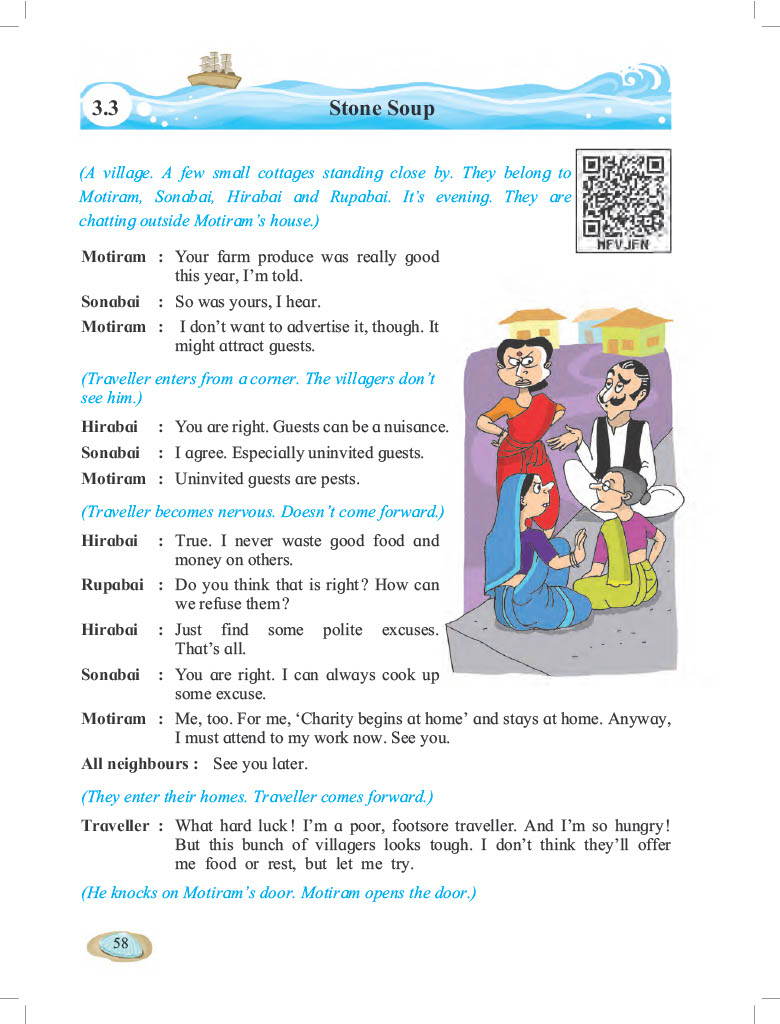 3.3
Stone Soup
(A village. A few small cottages standing close by. They belong to
Motiram, Sonabai, Hirabai and Rupabai. It's evening. They are
chatting outside Motiram's house.)
MFVJFN
Motiram : Your farm produce was really good
this year, I'm told.
Sonabai : So was yours, I hear.
Motiram : I don't want to advertise it, though. It
might attract guests.
(Traveller enters from a corner. The villagers don't
see him.)
Hirabai : You are right. Guests can be a nuisance.
Sonabai : I agree. Especially uninvited guests.
Motiram : Uninvited guests are pests.
(Traveller becomes nervous. Doesn't come forward.)
Hirabai : True. I never waste good food and
money on others.
Rupabai : Do you think that is right? How can
we refuse them?
Hirabai : Just find some polite excuses.
That's all.
Sonabai : You are right. I can always cook up
some excuse.
Motiram : Me, too. For me, 'Charity begins at home' and stays at home. Anyway,
I must attend to my work now. See you.
All neighbours : See you later.
(They enter their homes. Traveller comes forward.)
Traveller : What hard luck! I'm a poor, footsore traveller. And I'm so hungry!
But this bunch of villagers looks tough. I don't think they'll offer
me food or rest, but let me try.
(He knocks on Motiram's door. Motiram opens the door.)
58